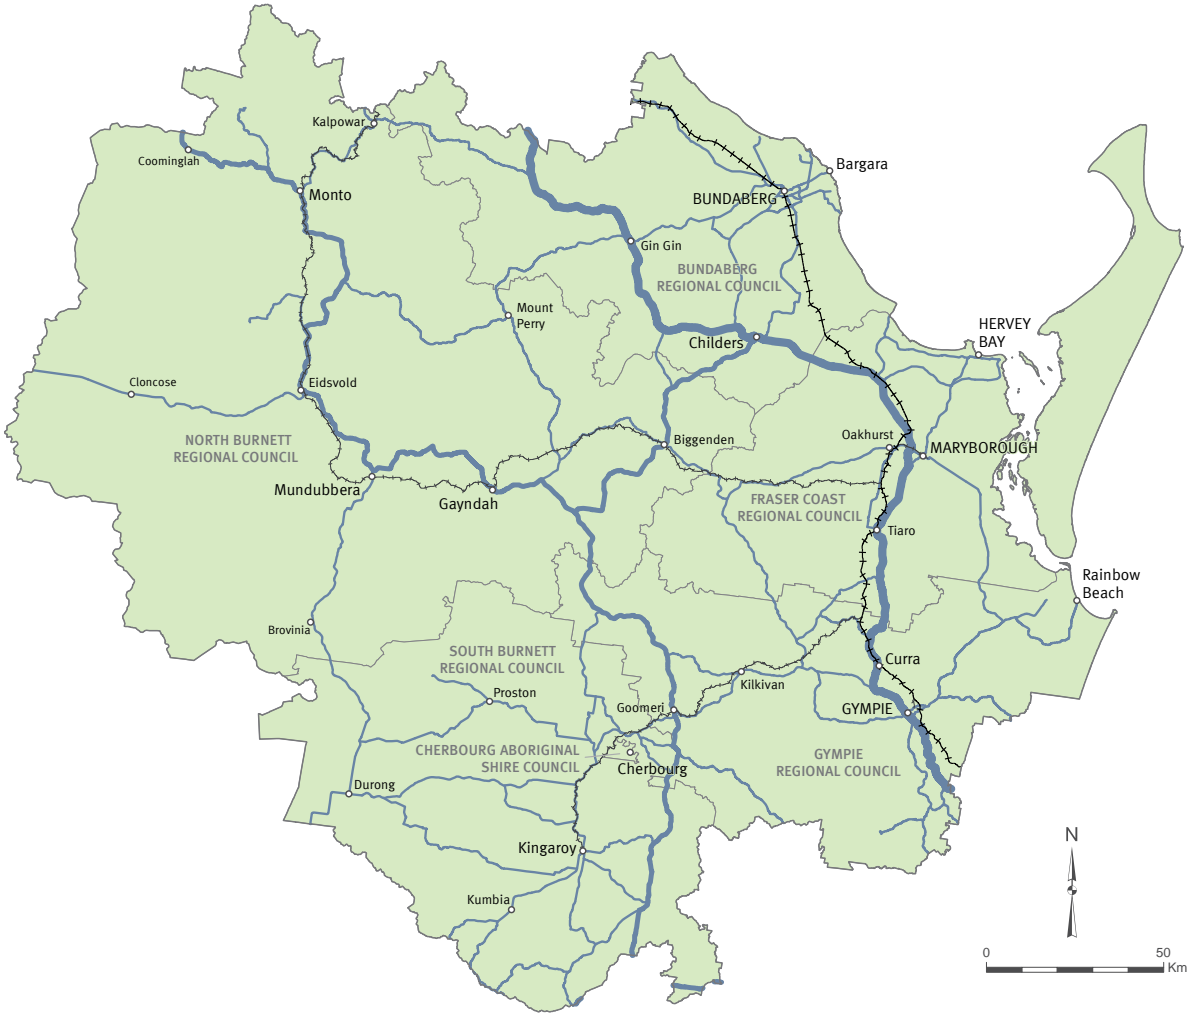 Kalpowar
Coominglah
Monto
Bargara
BUNDABERG
Gin Gin
BUNDABERG
REGIONAL COUNCIL
Mount
Perry
Childers
HERVEY
BAY
Cloncose
Eidsvold
NORTH BURNETT
REGIONAL COUNCIL
Biggenden
Oakhurst
MARYBOROUGH
Mundubbera
Gayndah
FRASER COAST
REGIONAL COUNCIL
Tiaro
Rainbow
Beach
Brovinia
SOUTH BURNETT
REGIONAL COUNCIL
Curra
Kilkivan
Proston
Goomeri
GYMPIE
CHERBOURG ABORIGINAL
SHIRE COUNCIL
Cherbourg
GYMPIE
REGIONAL COUNCIL
Durong
Kingaroy
Kumbia
N
0 50
Km